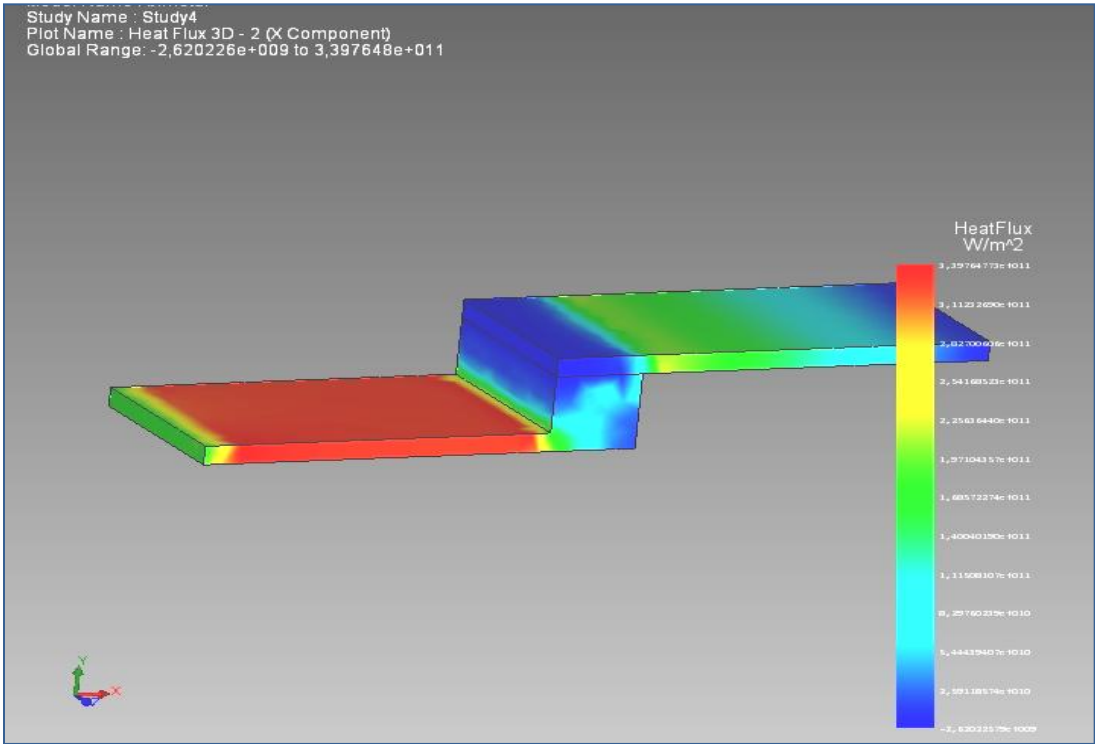 Study Name : Study4
Plot Name : Heat Flux 3D - 2 (X Component)
Global Range: -2,620226e+009 to 3,397648e+011
HeatFlux
W/m^2
3,39764773e+011
3,11232690e+011
2,82700606e+011
2,54168523e+011
2,25636440e+011
1,97104357e+011
1,68572274e+011
1,40040190e+011
1,11508107e+011
8,29760239e+010
5,44439407e+010
2,59118574e+010
-2,62022579e+009
Y
X